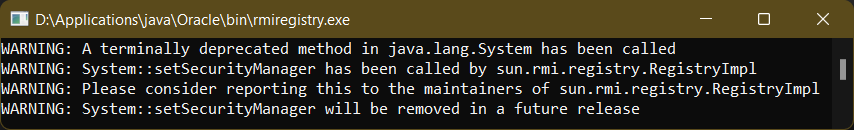 D:\Applications\java\Oracle\bin\rmiregistry.exe
WARNING: A terminally deprecated method in java.lang.System has been called
WARNING: System::setSecurityManager has been called by sun.rmi.registry.RegistryImpl
WARNING: Please consider reporting this to the maintainers of sun.rmi.registry.RegistryImpl
WARNING: System::setSecurityManager will be removed in a future release